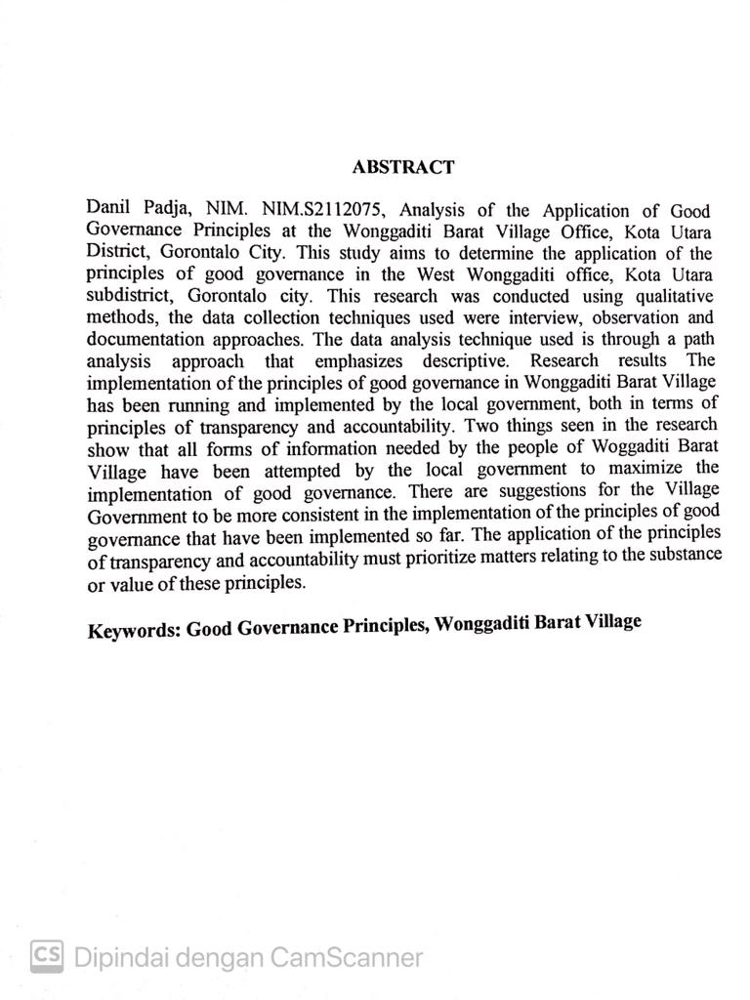 ABSTRACT
Danil Padja, NIM. NIM.S2112075, Analysis of the Application of Good
Governance Principles at the Wonggaditi Barat Village Office, Kota Utara
District, Gorontalo City. This study aims to determine the application of the
principles of good governance in the West Wonggaditi office, Kota Utara
subdistrict, Gorontalo city. This research was conducted using qualitative
methods, the data collection techniques used were interview, observation and
documentation approaches. The data analysis technique used is through a path
analysis approach that emphasizes descriptive. Research results The
implementation of the principles of good governance in Wonggaditi Barat Village
has been running and implemented by the local government, both in terms of
principles of transparency and accountability. Two things seen in the research
show that all forms of information needed by the people of Woggaditi Barat
Village have been attempted by the local government to maximize the
implementation of good governance. There are suggestions for the Village
Government to be more consistent in the implementation of the principles of good
governance that have been implemented so far. The application of the principles
of transparency and accountability must prioritize matters relating to the substance
or value of these principles.
Keywords: Good Governance Principles, Wonggaditi Barat Village
CS Dipindai dengan CamScanner